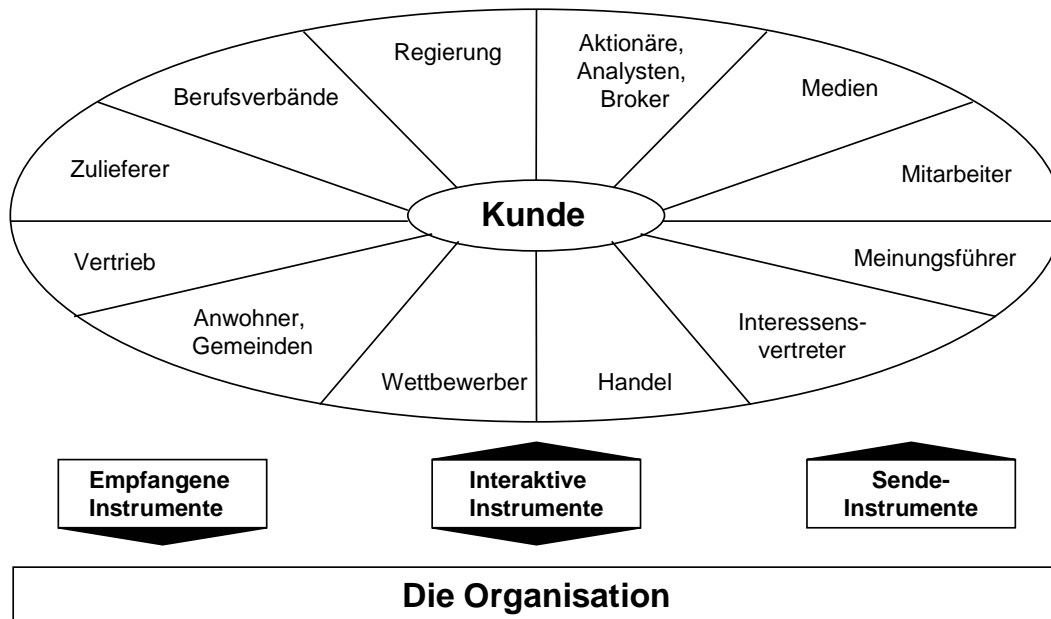 Regierung
Aktionäre,
Analysten,
Broker
Medien
Berufsverbände
Zulieferer
Mitarbeiter
Kunde
Vertrieb
Meinungsführer
Anwohner,
Gemeinden
Interessens-
vertreter
Wettbewerber
Handel
Empfangene
Instrumente
Interaktive
Instrumente
Sende-
Instrumente
Die Organisation